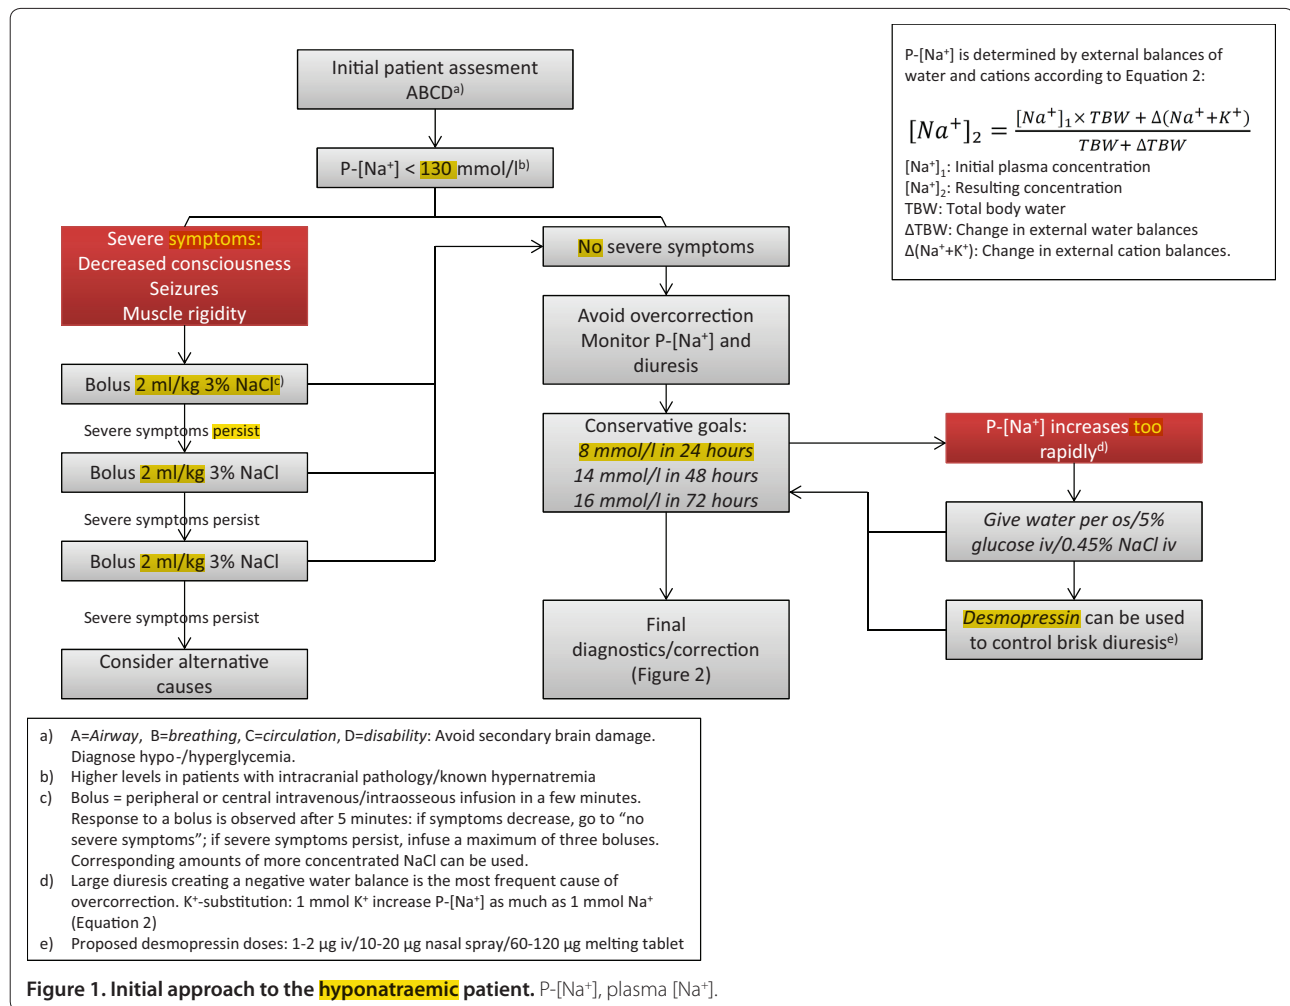 Initial patient assesment
ABCDᵃ⁾
P-[Na⁺] < 130 mmol/lᵇ⁾
Severe symptoms:
Decreased consciousness
Seizures
Muscle rigidity
Bolus 2 ml/kg 3% NaClᶜ⁾
Severe symptoms persist
Bolus 2 ml/kg 3% NaCl
Severe symptoms persist
Bolus 2 ml/kg 3% NaCl
Severe symptoms persist
Consider alternative
causes
No severe symptoms
Avoid overcorrection
Monitor P-[Na⁺] and
diuresis
Conservative goals:
8 mmol/l in 24 hours
14 mmol/l in 48 hours
16 mmol/l in 72 hours
Final
diagnostics/correction
(Figure 2)
P-[Na⁺] increases too
rapidlyᵈ⁾
Give water per os/5%
glucose iv/0.45% NaCl iv
Desmopressin can be used
to control brisk diuresisᵉ⁾
P-[Na⁺] is determined by external balances of
water and cations according to Equation 2:
[Na⁺]₂ = [Na⁺]₁ × TBW + Δ(Na⁺+K⁺) / TBW + ΔTBW
[Na⁺]₁: Initial plasma concentration
[Na⁺]₂: Resulting concentration
TBW: Total body water
ΔTBW: Change in external water balances
Δ(Na⁺+K⁺): Change in external cation balances.
a) A=Airway, B=breathing, C=circulation, D=disability: Avoid secondary brain damage.
Diagnose hypo-/hyperglycemia.
b) Higher levels in patients with intracranial pathology/known hypernatremia
c) Bolus = peripheral or central intravenous/intraosseous infusion in a few minutes.
Response to a bolus is observed after 5 minutes: if symptoms decrease, go to “no
severe symptoms”; if severe symptoms persist, infuse a maximum of three boluses.
Corresponding amounts of more concentrated NaCl can be used.
d) Large diuresis creating a negative water balance is the most frequent cause of
overcorrection. K⁺-substitution: 1 mmol K⁺ increase P-[Na⁺] as much as 1 mmol Na⁺
(Equation 2)
e) Proposed desmopressin doses: 1-2 µg iv/10-20 µg nasal spray/60-120 µg melting tablet
Figure 1. Initial approach to the hyponatraemic patient. P-[Na⁺], plasma [Na⁺].